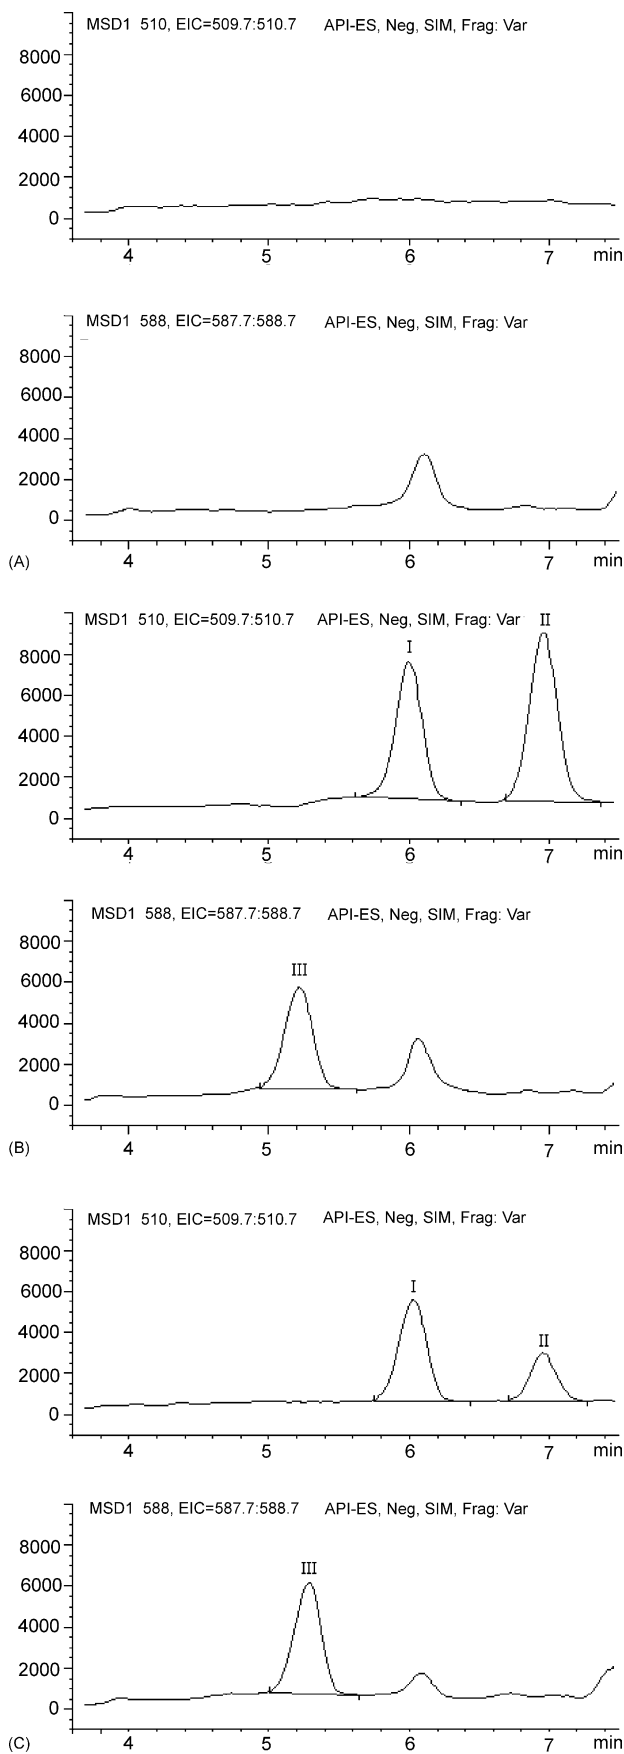 MSD1 510, EIC=509.7:510.7 API-ES, Neg, SIM, Frag: Var
8000
6000
4000
2000
0
4 5 6 7 min
MSD1 588, EIC=587.7:588.7 API-ES, Neg, SIM, Frag: Var
8000
6000
4000
2000
0
(A) 4 5 6 7 min
MSD1 510, EIC=509.7:510.7 API-ES, Neg, SIM, Frag: Var
II
I
8000
6000
4000
2000
0
4 5 6 7 min
MSD1 588, EIC=587.7:588.7 API-ES, Neg, SIM, Frag: Var
8000
III
6000
4000
2000
0
(B) 4 5 6 7 min
MSD1 510, EIC=509.7:510.7 API-ES, Neg, SIM, Frag: Var
8000
I
6000
4000
II
2000
0
4 5 6 7 min
MSD1 588, EIC=587.7:588.7 API-ES, Neg, SIM, Frag: Var
8000
III
6000
4000
2000
0
(C) 4 5 6 7 min